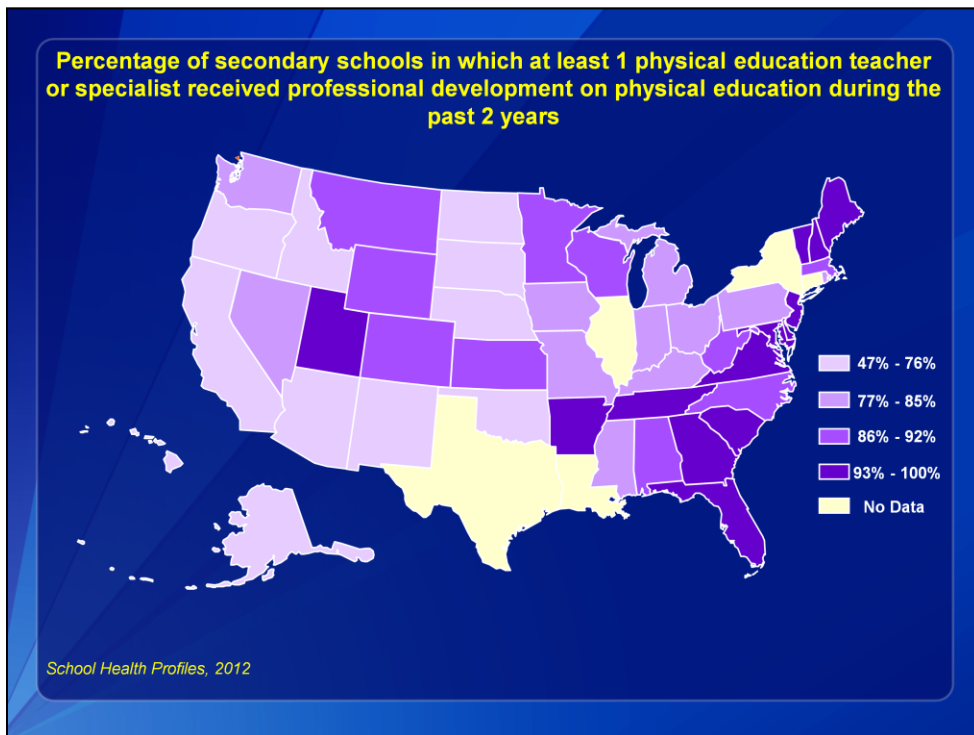 Percentage of secondary schools in which at least 1 physical education teacher
or specialist received professional development on physical education during the
past 2 years
47% - 76%
77% - 85%
86% - 92%
93% - 100%
No Data
School Health Profiles, 2012